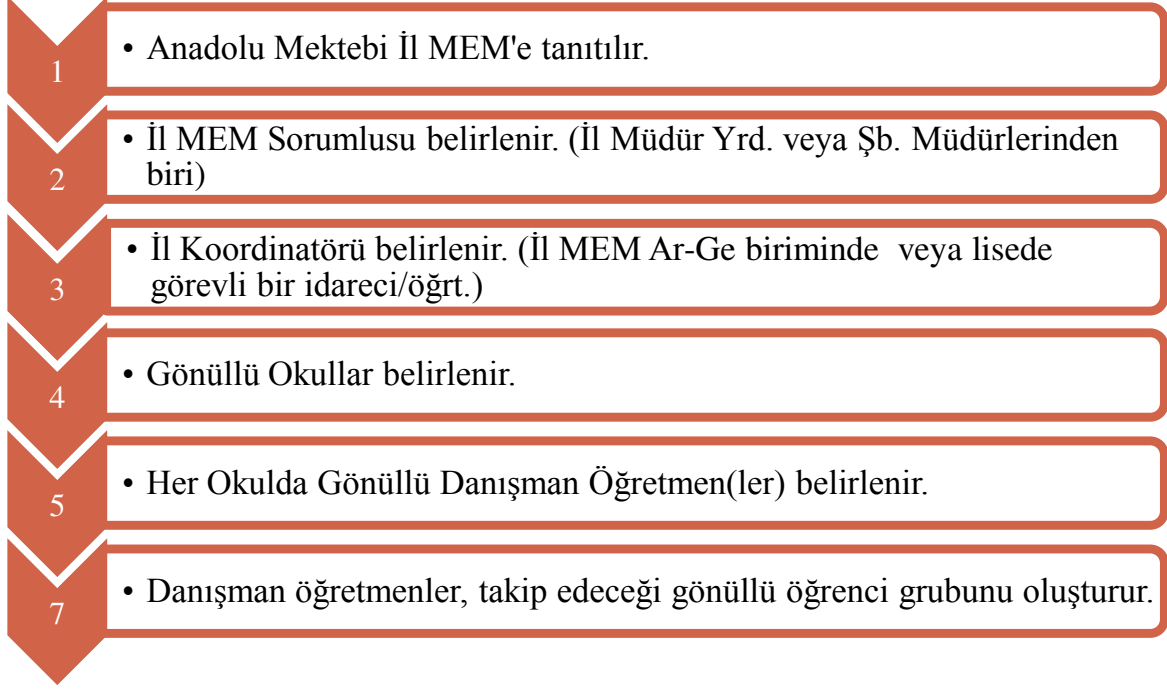 1
• Anadolu Mektebi İl MEM'e tanıtılır.
2
• İl MEM Sorumlusu belirlenir. (İl Müdür Yrd. veya Şb. Müdürlerinden
biri)
3
• İl Koordinatörü belirlenir. (İl MEM Ar-Ge biriminde veya lisede
görevli bir idareci/öğrt.)
4
• Gönüllü Okullar belirlenir.
5
• Her Okulda Gönüllü Danışman Öğretmen(ler) belirlenir.
7
• Danışman öğretmenler, takip edeceği gönüllü öğrenci grubunu oluşturur.